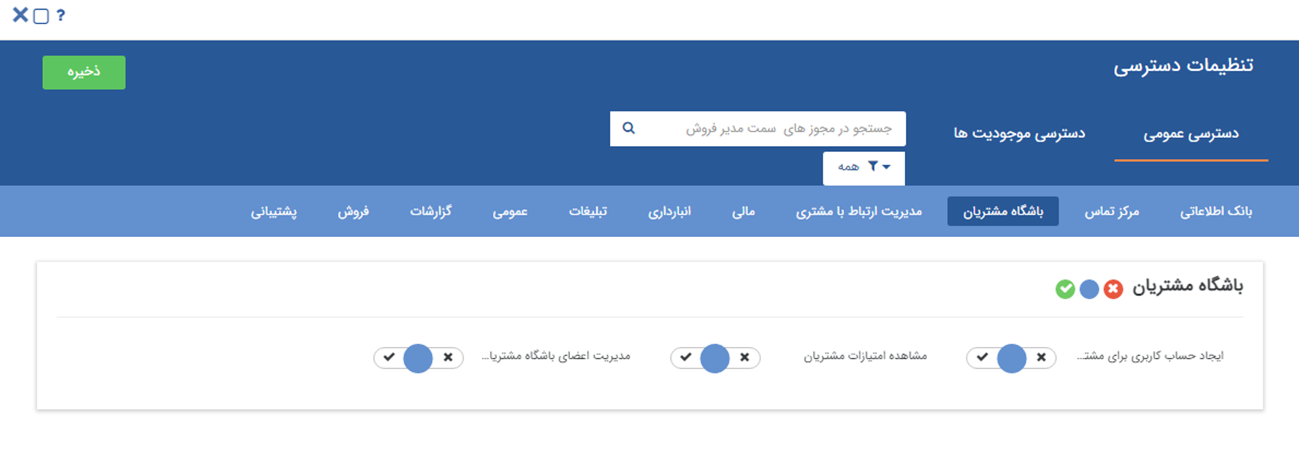 ?
تنظیمات دسترسی
ذخیره
دسترسی عمومی
دسترسی موجودیت ها
جستجو در مجوز های سمت مدیر فروش
همه
بانک اطلاعاتی
مرکز تماس
باشگاه مشتریان
مدیریت ارتباط با مشتری
مالی
انبارداری
تبلیغات
عمومی
گزارشات
فروش
پشتیبانی
باشگاه مشتریان
ایجاد حساب کاربری برای مشتـ...
مشاهده امتیازات مشتریان
مدیریت اعضای باشگاه مشتریا...